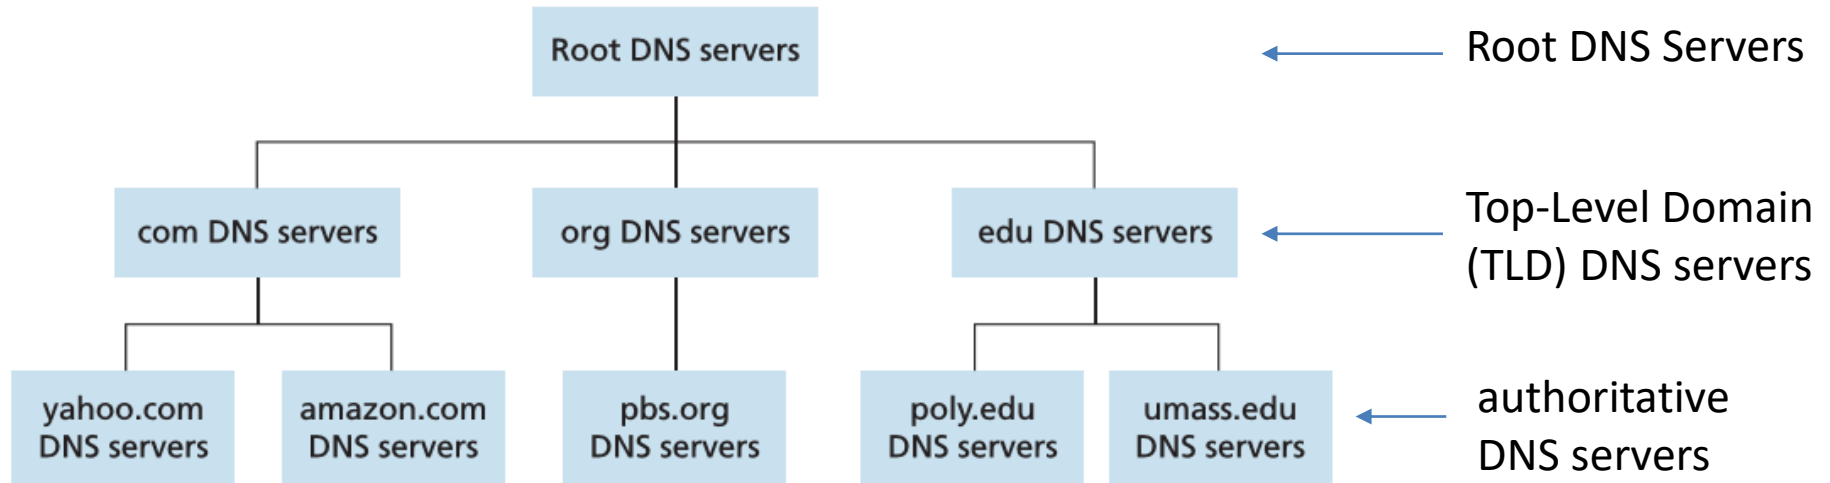 Root DNS servers
Root DNS Servers
com DNS servers
org DNS servers
edu DNS servers
Top-Level Domain
(TLD) DNS servers
yahoo.com
DNS servers
amazon.com
DNS servers
pbs.org
DNS servers
poly.edu
DNS servers
umass.edu
DNS servers
authoritative
DNS servers